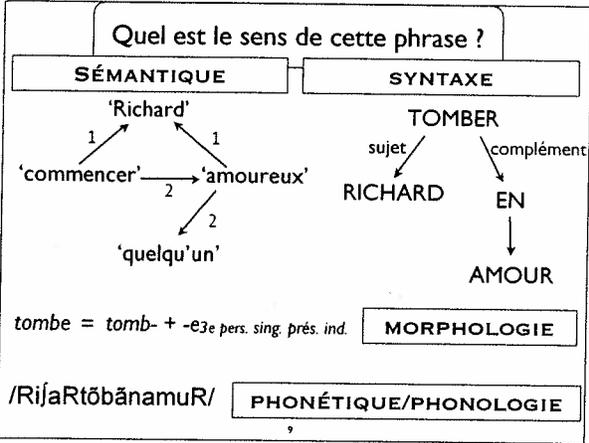 Quel est le sens de cette phrase ?
SÉMANTIQUE
SYNTAXE
'Richard'
1
1
'commencer'
2
'amoureux'
2
'quelqu'un'
TOMBER
sujet
complément
RICHARD
EN
AMOUR
tombe = tomb- + -e3e pers. sing. prés. ind.
MORPHOLOGIE
/RiʃaRtõbãnamuR/
PHONÉTIQUE/PHONOLOGIE
9